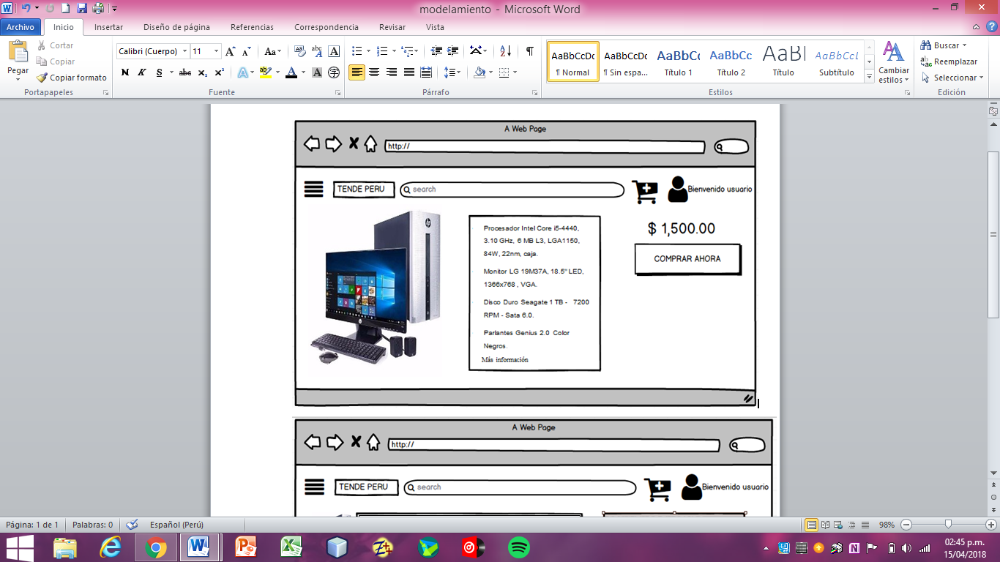 modelamiento - Microsoft Word
Archivo Inicio Insertar Diseño de página Referencias Correspondencia Revisar Vista
Pegar
Cortar
Copiar
Copiar formato
Portapapeles
Calibri (Cuerpo) 11
N K S abc x₂ x²
Fuente
Párrafo
AaBbCcDc AaBbCcDc AaBbCc AaBbCc AaBl AaBbCcL
¶ Normal ¶ Sin espa... Título 1 Título 2 Título Subtítulo
Cambiar
estilos
Estilos
Buscar
Reemplazar
Seleccionar
Edición
A Web Page
http://
TENDE PERU
search
Bienvenido usuario
Procesador Intel Core i5-4440,
3.10 GHz, 6 MB L3, LGA1150,
84W, 22nm, caja.
Monitor LG 19M37A, 18.5" LED,
1366x768 , VGA.
Disco Duro Seagate 1 TB - 7200
RPM - Sata 6.0.
Parlantes Genius 2.0 Color
Negros.
Más información
$ 1,500.00
COMPRAR AHORA
A Web Page
http://
TENDE PERU
search
Bienvenido usuario
Página: 1 de 1 Palabras: 0 Español (Perú) 98%
02:45 p.m.
15/04/2018